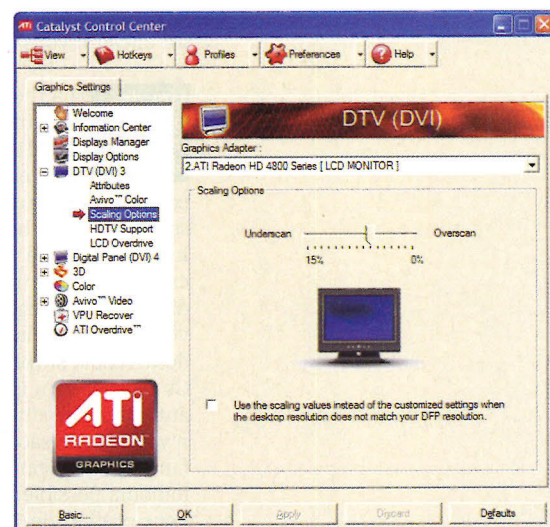 ATI Catalyst Control Center
View Hotkeys Profiles Preferences Help
Graphics Settings
Welcome
Information Center
Displays Manager
Display Options
DTV (DVI) 3
Attributes
Avivo™ Color
Scaling Options
HDTV Support
LCD Overdrive
Digital Panel (DVI) 4
3D
Color
Avivo™ Video
VPU Recover
ATI Overdrive™
ATI
RADEON
GRAPHICS
DTV (DVI)
Graphics Adapter :
2.ATI Radeon HD 4800 Series [ LCD MONITOR ]
Scaling Options
Underscan Overscan
15% 0%
Use the scaling values instead of the customized settings when
the desktop resolution does not match your DFP resolution.
Basic... OK Apply Discard Defaults